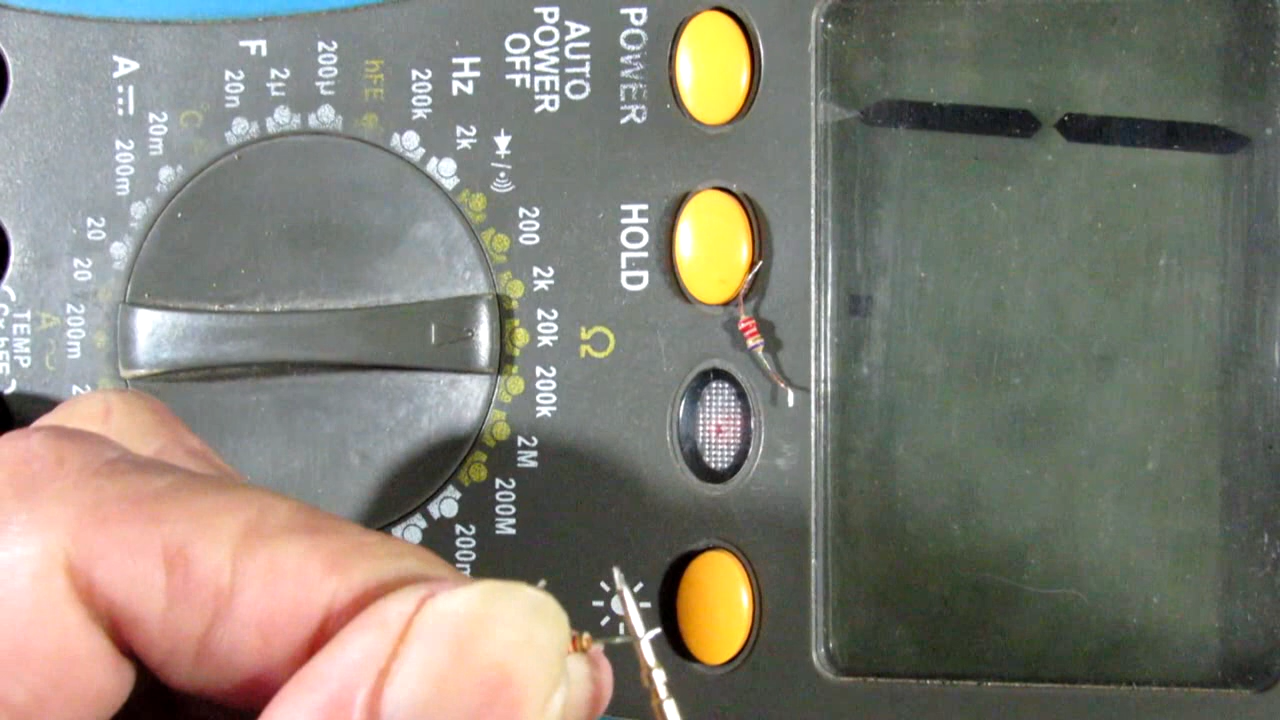 1
POWER
HOLD
AUTO
POWER
OFF
Ω
200
2k
20k
200k
2M
200M
Hz
2k
200k
hFE
200µ
2µ
20n
F
°C
20m
200m
A
20
20
200m
A
TEMP